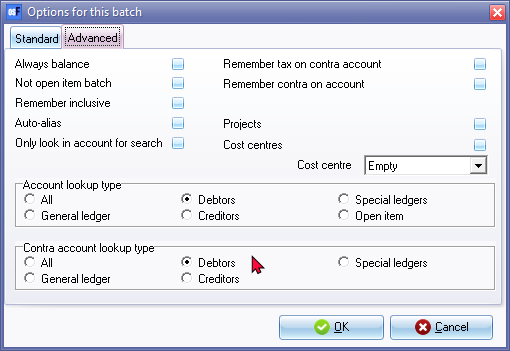 Options for this batch
Standard Advanced
Always balance
Not open item batch
Remember inclusive
Auto-alias
Only look in account for search
Remember tax on contra account
Remember contra on account
Projects
Cost centres
Cost centre Empty
Account lookup type
All Debtors Special ledgers
General ledger Creditors Open item
Contra account lookup type
All Debtors Special ledgers
General ledger Creditors
OK Cancel